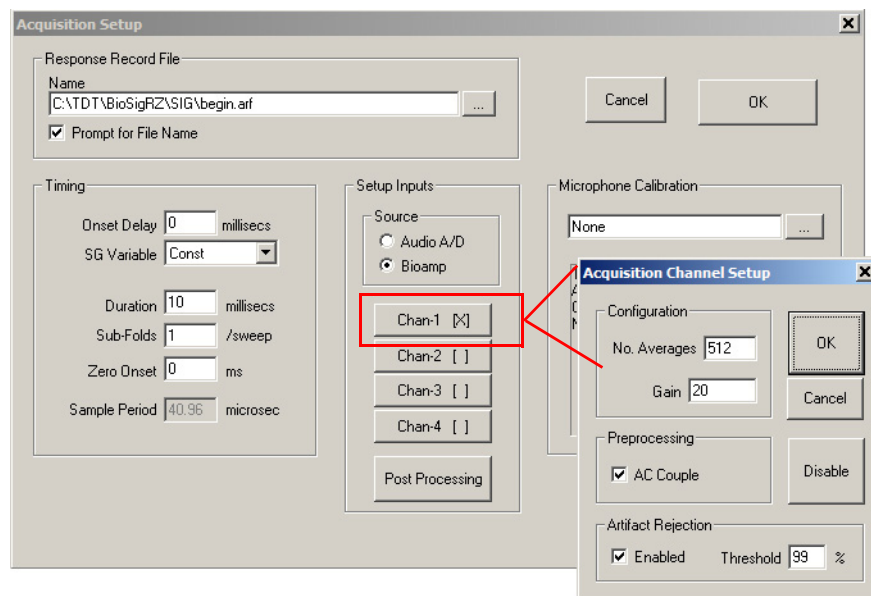 Acquisition Setup
Response Record File
Name
C:\TDT\BioSigRZ\SIG\begin.arf
...
Prompt for File Name
Cancel
OK
Timing
Onset Delay 0 millisecs
SG Variable Const
Duration 10 millisecs
Sub-Folds 1 /sweep
Zero Onset 0 ms
Sample Period 40.96 microsec
Setup Inputs
Source
Audio A/D
Bioamp
Chan-1 [X]
Chan-2 [ ]
Chan-3 [ ]
Chan-4 [ ]
Post Processing
Microphone Calibration
None
...
Acquisition Channel Setup
Configuration
No. Averages 512
Gain 20
OK
Cancel
Preprocessing
AC Couple
Disable
Artifact Rejection
Enabled Threshold 99 %